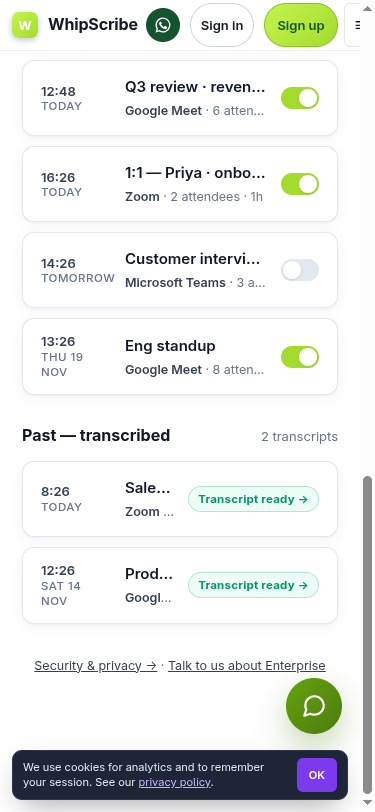 W WhipScribe Sign in Sign up
12:48
TODAY
Q3 review · reven...
Google Meet · 6 atten...
16:26
TODAY
1:1 — Priya · onbo...
Zoom · 2 attendees · 1h
14:26
TOMORROW
Customer intervi...
Microsoft Teams · 3 a...
13:26
THU 19
NOV
Eng standup
Google Meet · 8 atten...
Past — transcribed 2 transcripts
8:26
TODAY
Sale...
Zoom ...
Transcript ready →
12:26
SAT 14
NOV
Prod...
Googl...
Transcript ready →
Security & privacy → · Talk to us about Enterprise
We use cookies for analytics and to remember
your session. See our privacy policy.
OK